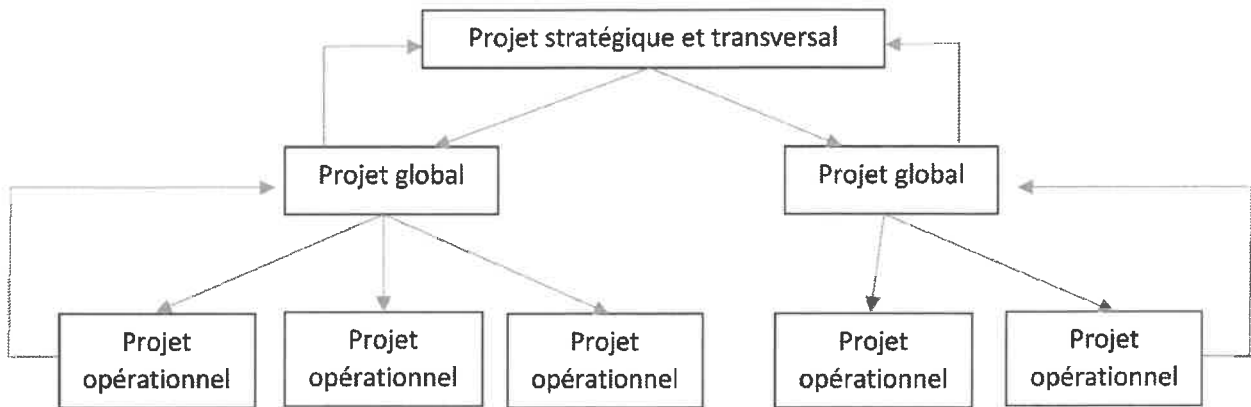 Projet stratégique et transversal
Projet global
Projet global
Projet
opérationnel
Projet
opérationnel
Projet
opérationnel
Projet
opérationnel
Projet
opérationnel